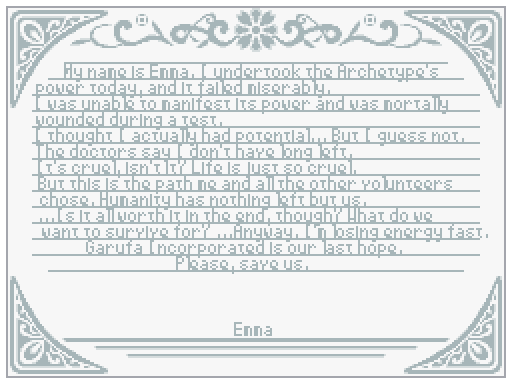 My name is Enna. I undertook the Archetype's
power today, and it failed miserably.
I was unable to manifest its power and was mortally
wounded during a test.
I thought I actually had potential... But I guess not.
The doctors say I don't have long left.
It's cruel, isn't it? Life is just so cruel.
But this is the path me and all the other volunteers
chose. Humanity has nothing left but us.
...Is it all worth it in the end, though? What do we
want to survive for? ...Anyway, I'm losing energy fast.
Garufa Incorporated is our last hope.
Please, save us.
Enna